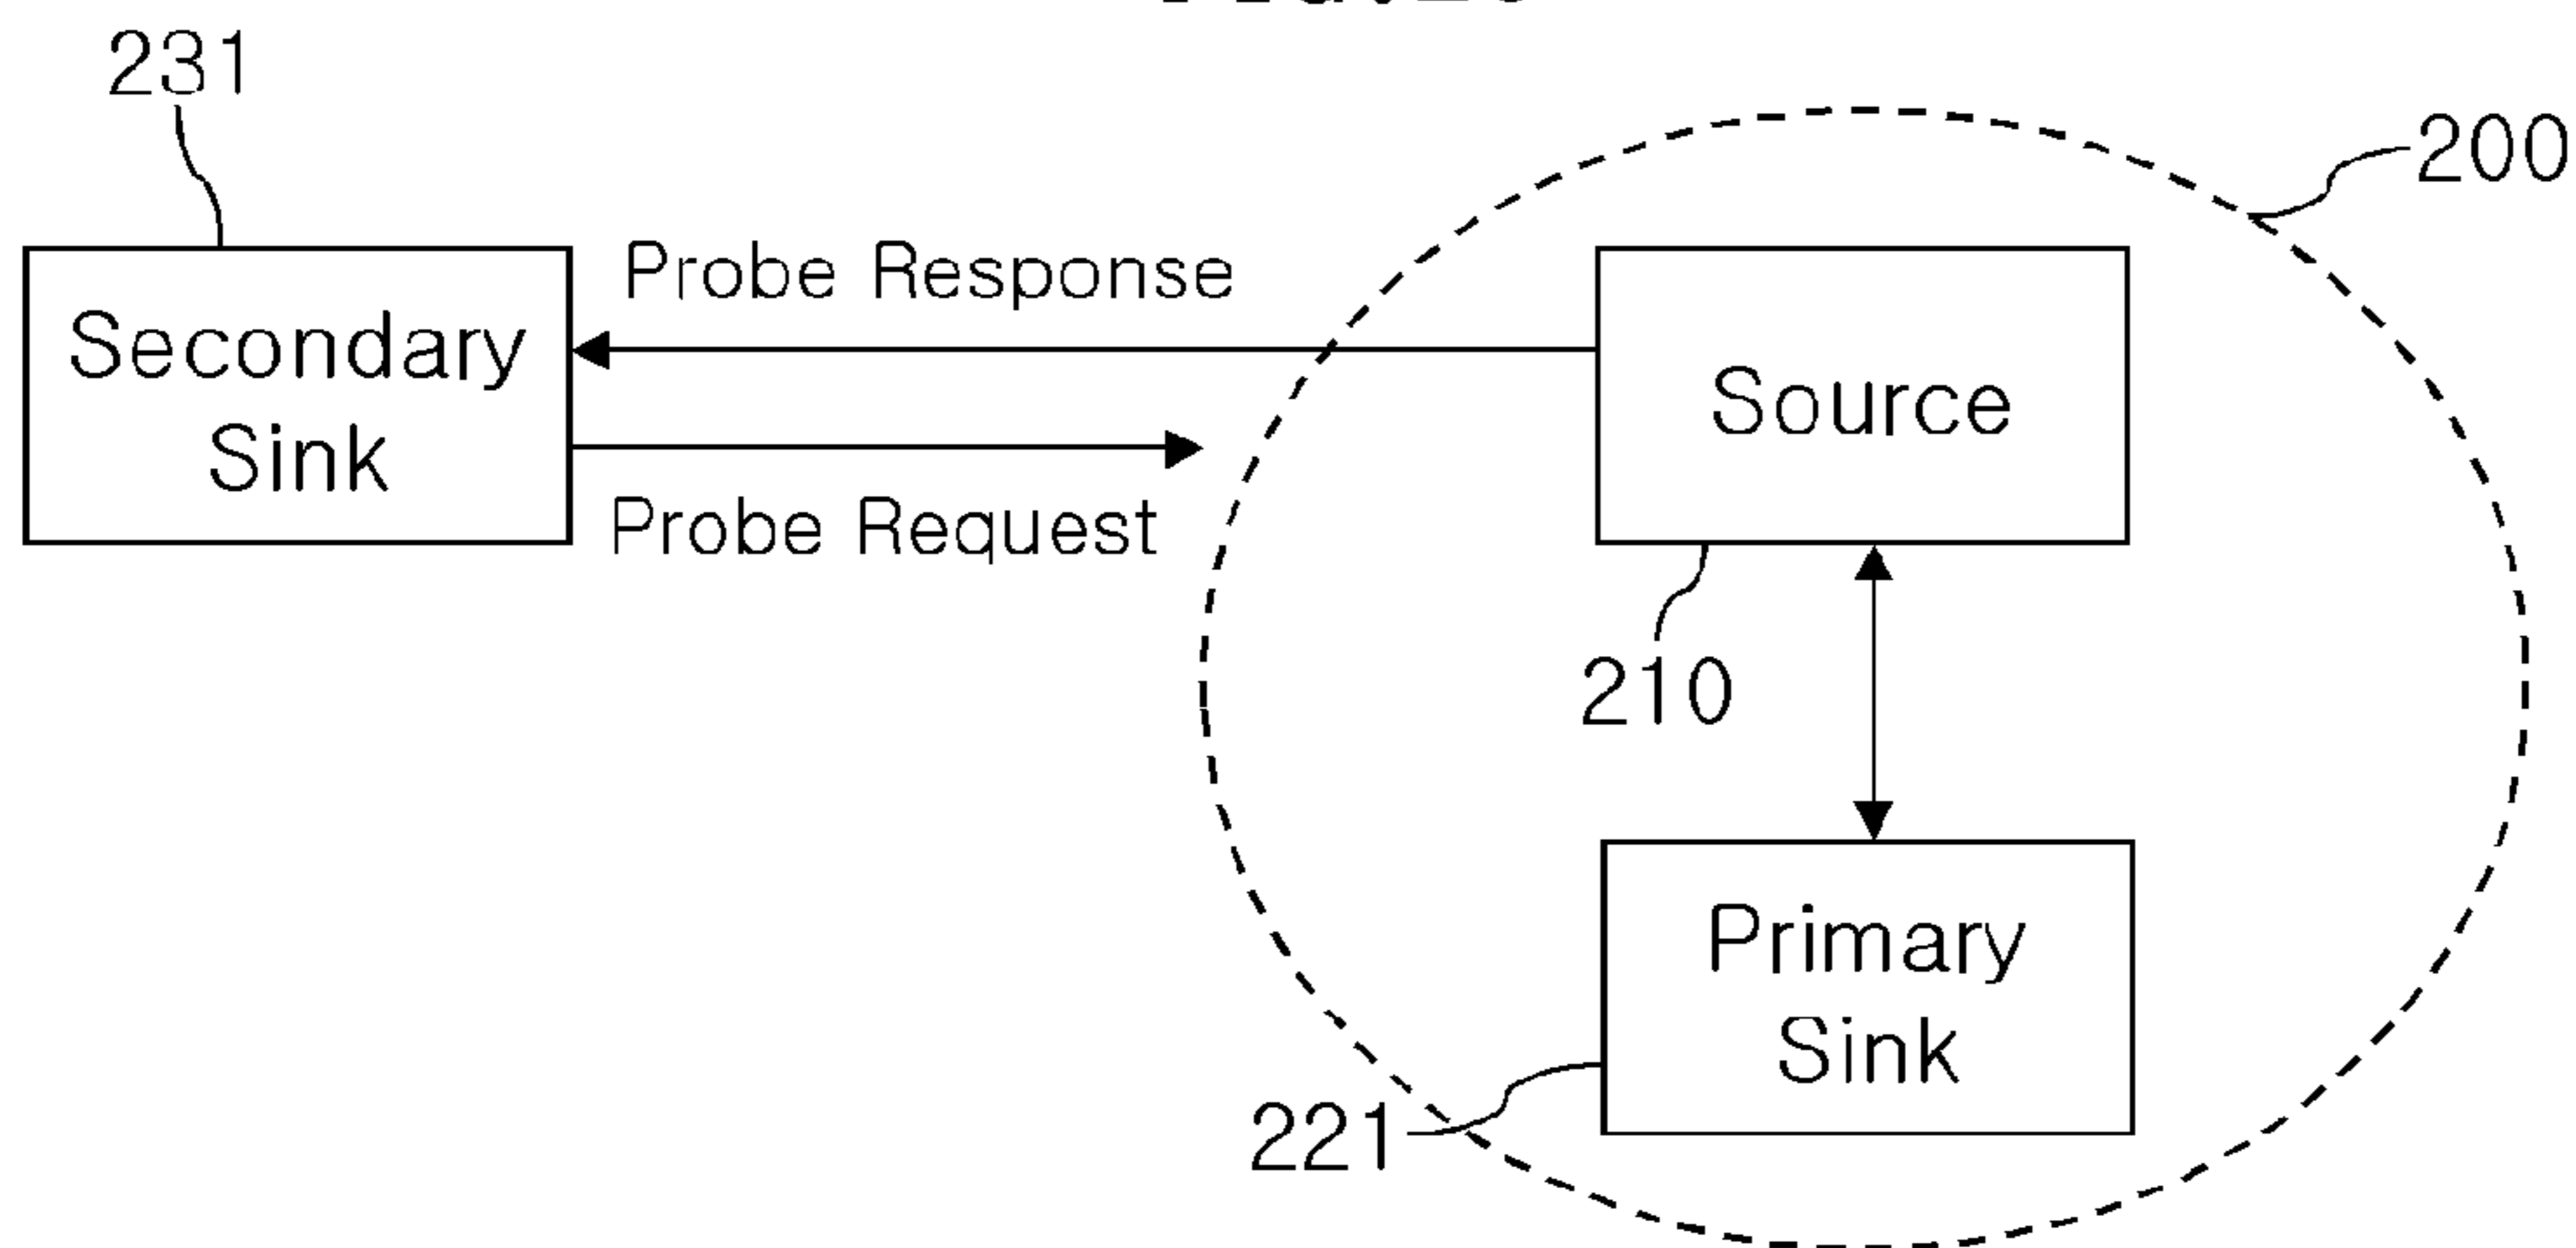 231
200
Probe Response
Secondary
Sink
Source
Probe Request
210
Primary
Sink
221